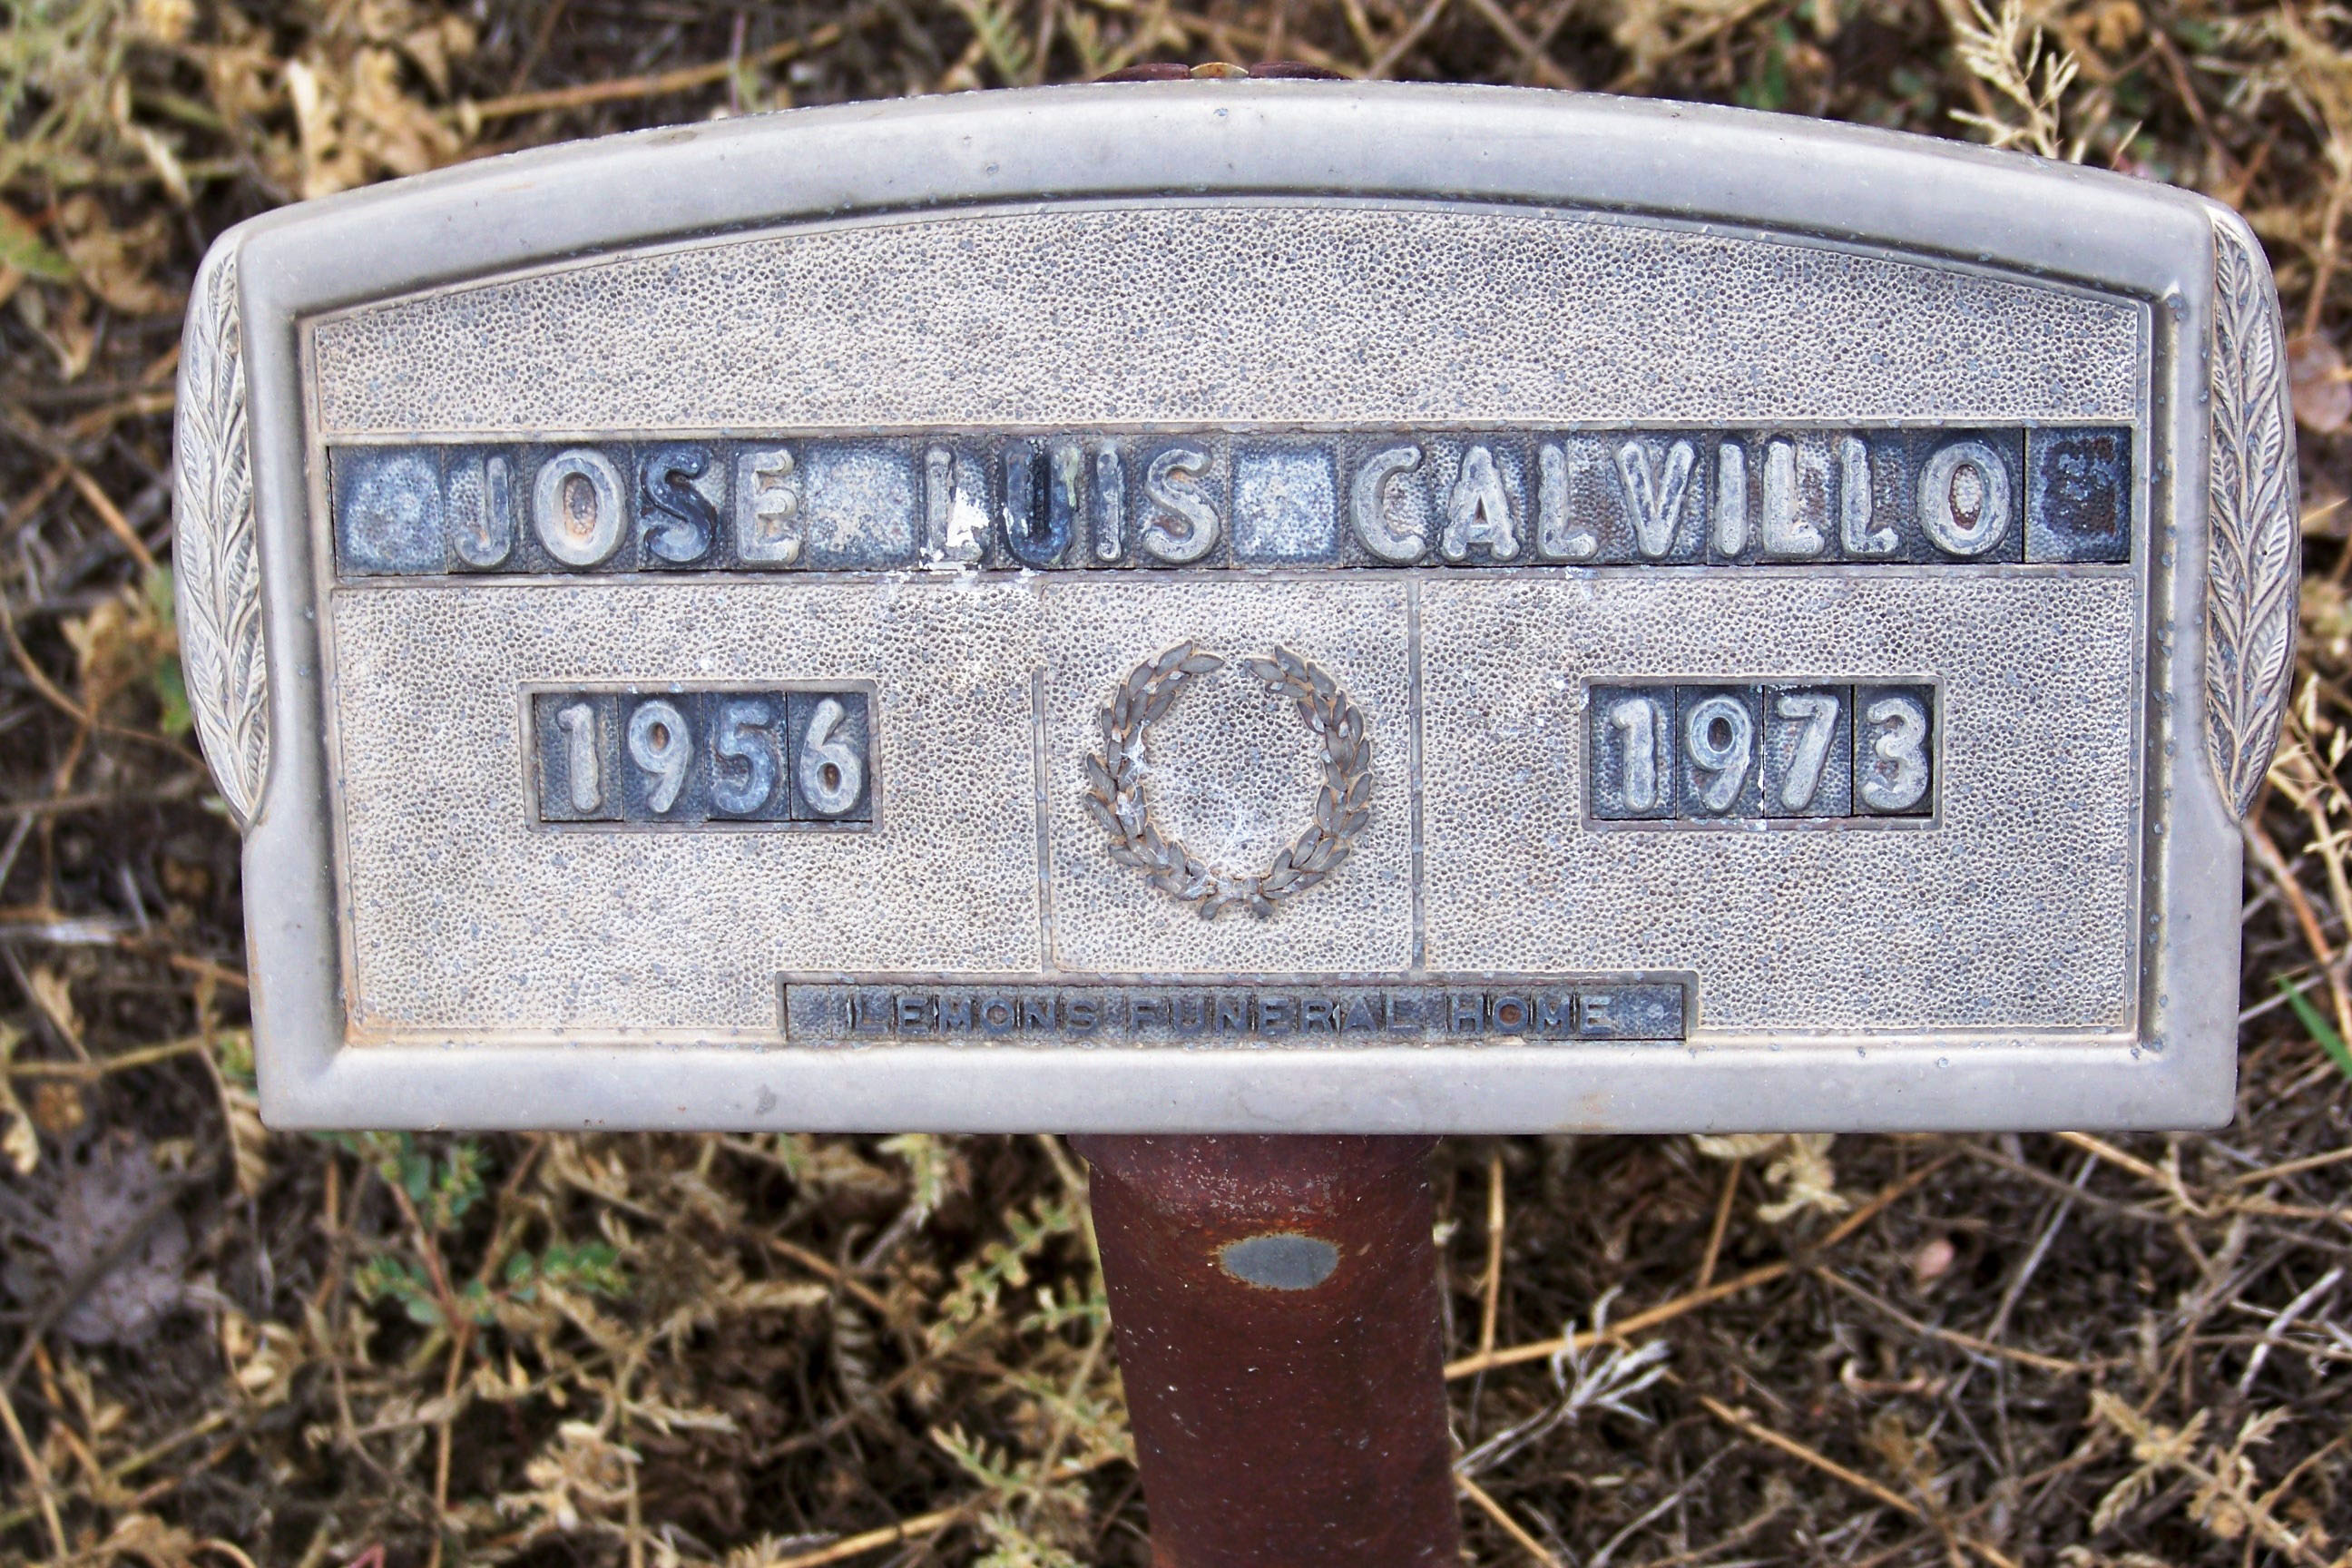 JOSE LUIS CALVILLO
1956 1973
LEMONS FUNERAL HOME